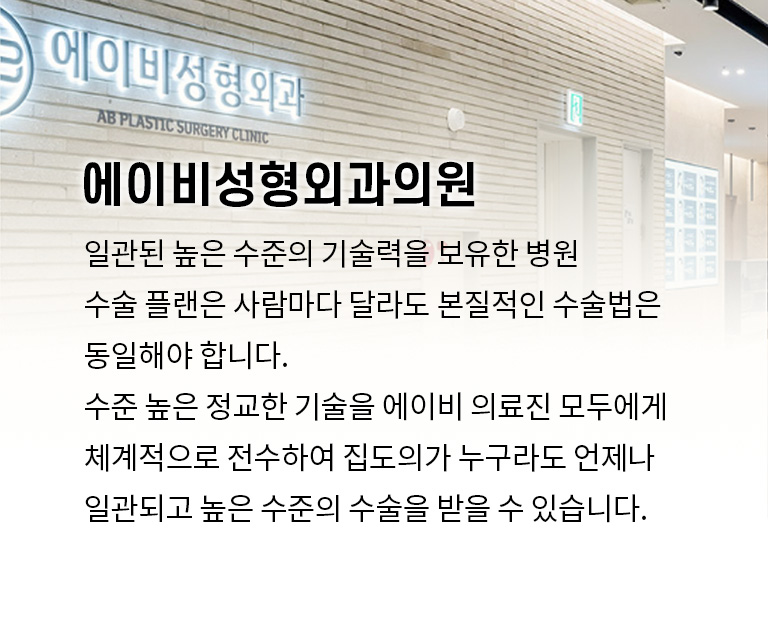 에이비성형외과
AB PLASTIC SURGERY CLINIC
에이비성형외과의원
일관된 높은 수준의 기술력을 보유한 병원
수술 플랜은 사람마다 달라도 본질적인 수술법은
동일해야 합니다.
수준 높은 정교한 기술을 에이비 의료진 모두에게
체계적으로 전수하여 집도의가 누구라도 언제나
일관되고 높은 수준의 수술을 받을 수 있습니다.